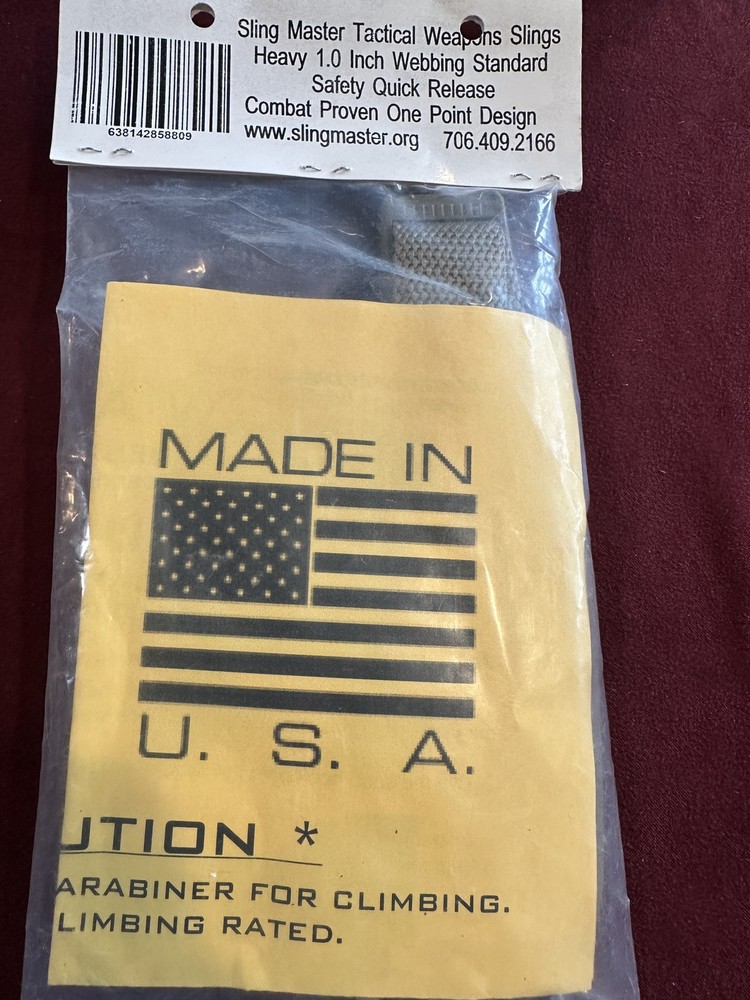 Sling Master Tactical Weapons Slings
Heavy 1.0 Inch Webbing Standard
Safety Quick Release
Combat Proven One Point Design
www.slingmaster.org 706.409.2166
638142858809
MADE IN
U. S. A.
UTION *
ARABINER FOR CLIMBING.
LIMBING RATED.